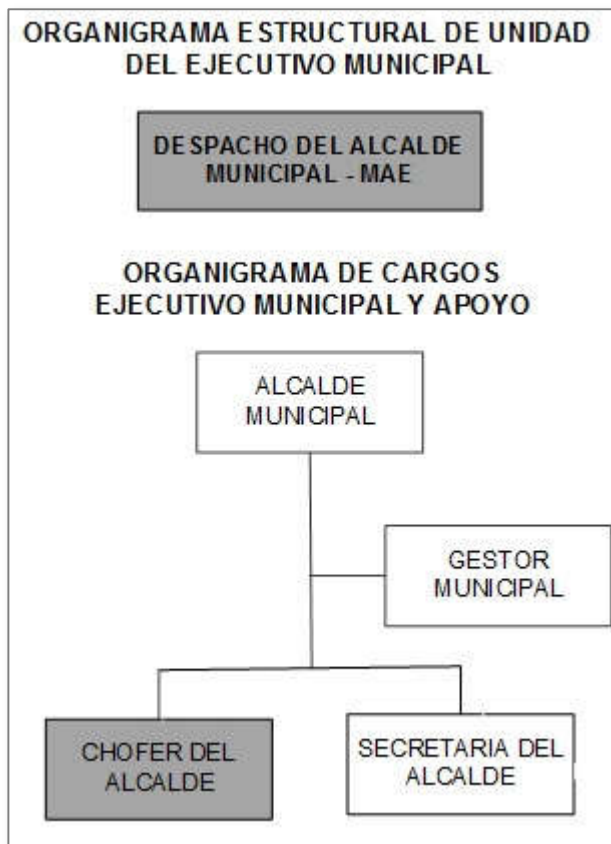 ORGANIGRAMA ESTRUCTURAL DE UNIDAD
DEL EJECUTIVO MUNICIPAL
DESPACHO DEL ALCALDE
MUNICIPAL - MAE
ORGANIGRAMA DE CARGOS
EJECUTIVO MUNICIPAL Y APOYO
ALCALDE
MUNICIPAL
GESTOR
MUNICIPAL
CHOFER DEL
ALCALDE
SECRETARIA DEL
ALCALDE